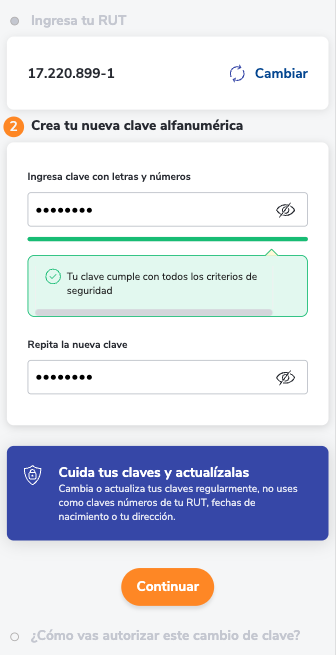 Ingresa tu RUT
17.220.899-1
Cambiar
2 Crea tu nueva clave alfanumérica
Ingresa clave con letras y números
••••••••
Tu clave cumple con todos los criterios de
seguridad
Repita la nueva clave
••••••••
Cuida tus claves y actualízalas
Cambia o actualiza tus claves regularmente, no uses
como claves números de tu RUT, fechas de
nacimiento o tu dirección.
Continuar
¿Cómo vas autorizar este cambio de clave?